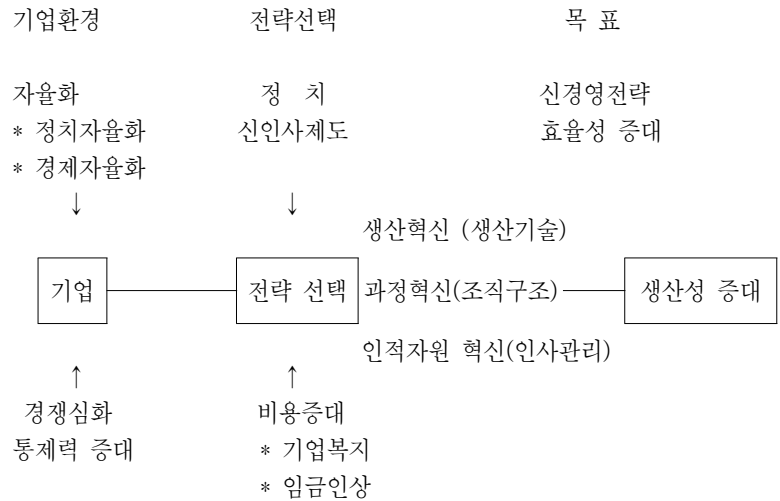 기업환경 전략선택 목 표
자율화 정 치 신경영전략
* 정치자율화 신인사제도 효율성 증대
* 경제자율화
↓ ↓
생산혁신 (생산기술)
기업 전략 선택 과정혁신(조직구조) 생산성 증대
인적자원 혁신(인사관리)
↑ ↑
경쟁심화 비용증대
통제력 증대 * 기업복지
* 임금인상